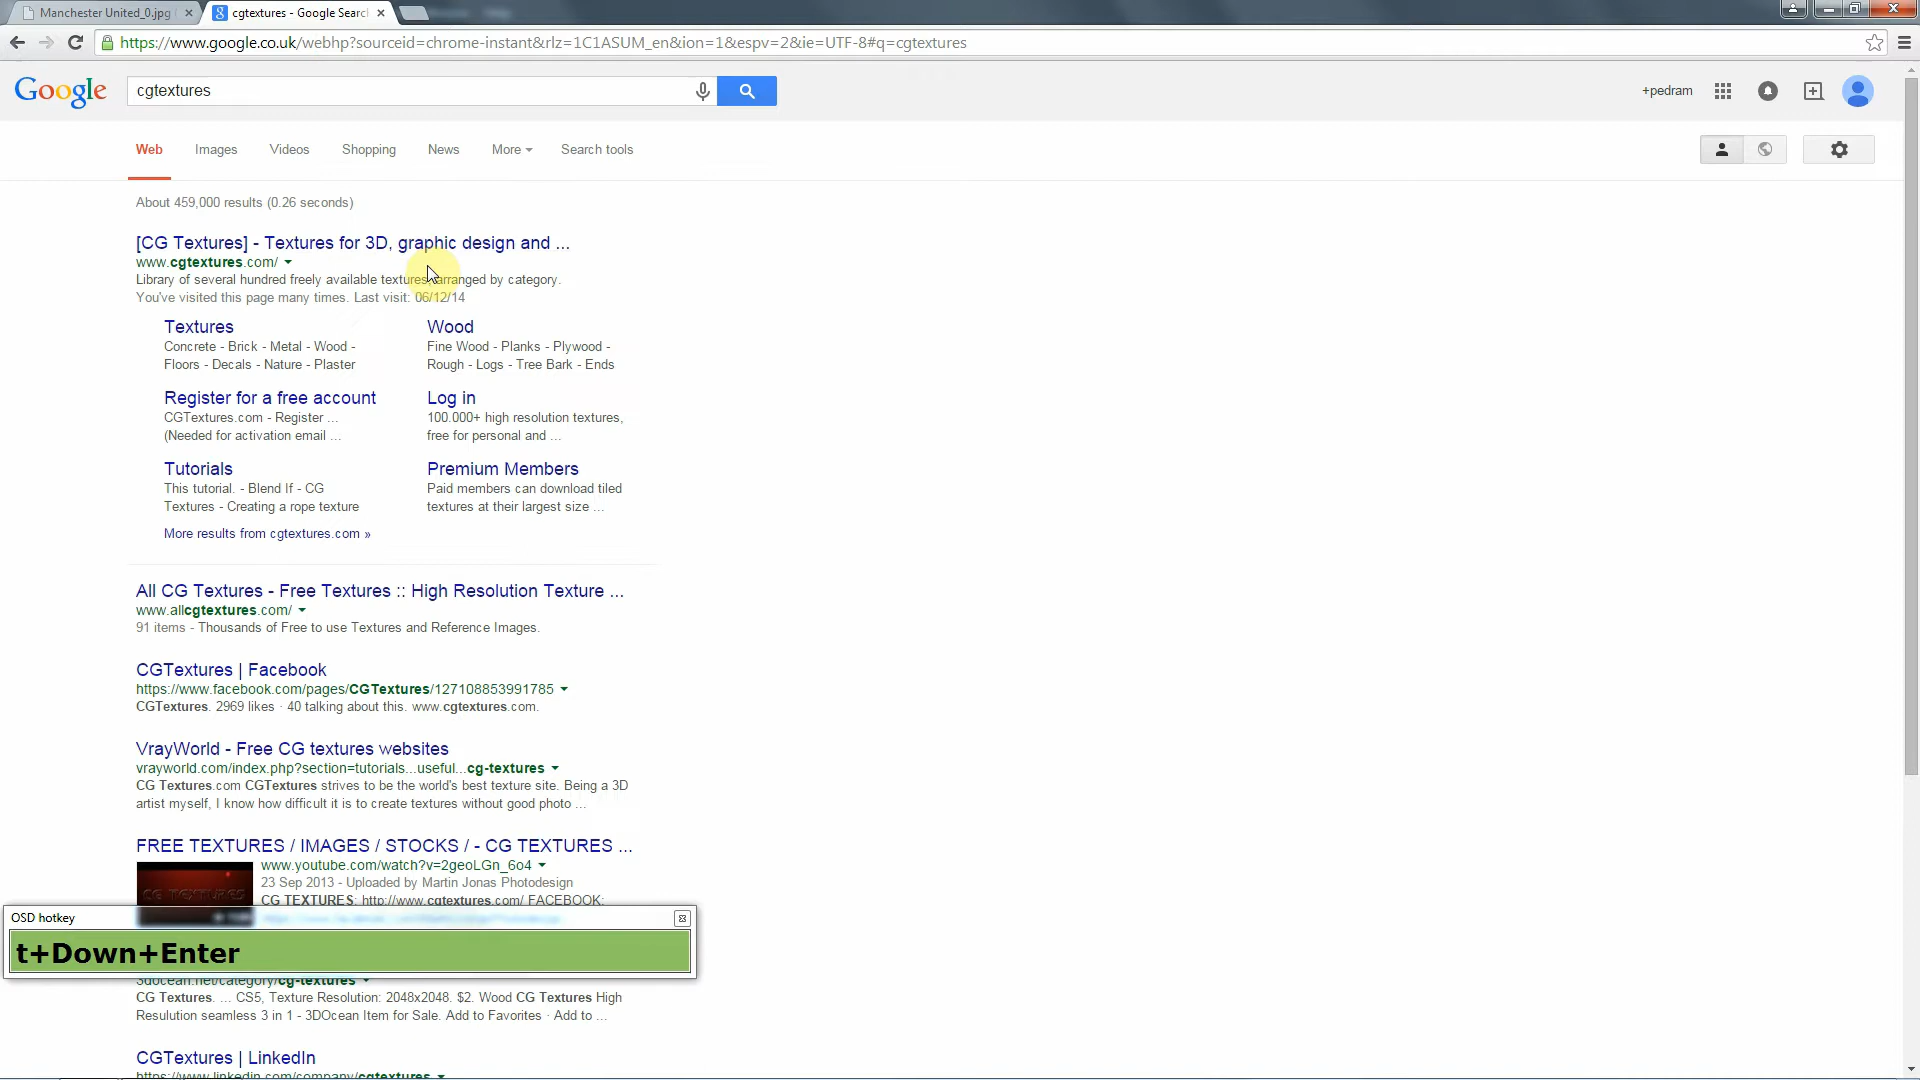 Manchester United_0.jpg
cgtextures - Google Searc
https://www.google.co.uk/webhp?sourceid=chrome-instant&rlz=1C1ASUM_en&ion=1&espv=2&ie=UTF-8#q=cgtextures
Google
cgtextures
+pedram
Web Images Videos Shopping News More Search tools
About 459,000 results (0.26 seconds)
[CG Textures] - Textures for 3D, graphic design and ...
www.cgtextures.com/
Library of several hundred freely available textures, arranged by category.
You've visited this page many times. Last visit: 06/12/14
Textures
Concrete - Brick - Metal - Wood -
Floors - Decals - Nature - Plaster
Wood
Fine Wood - Planks - Plywood -
Rough - Logs - Tree Bark - Ends
Register for a free account
CGTextures.com - Register ...
(Needed for activation email ...
Log in
100.000+ high resolution textures,
free for personal and ...
Tutorials
This tutorial. - Blend If - CG
Textures - Creating a rope texture
Premium Members
Paid members can download tiled
textures at their largest size ...
More results from cgtextures.com »
All CG Textures - Free Textures :: High Resolution Texture ...
www.allcgtextures.com/
91 items - Thousands of Free to use Textures and Reference Images.
CGTextures | Facebook
https://www.facebook.com/pages/CGTextures/127108853991785
CGTextures. 2969 likes · 40 talking about this. www.cgtextures.com.
VrayWorld - Free CG textures websites
vrayworld.com/index.php?section=tutorials...useful...cg-textures
CG Textures.com CGTextures strives to be the world's best texture site. Being a 3D
artist myself, I know how difficult it is to create textures without good photo ...
FREE TEXTURES / IMAGES / STOCKS / - CG TEXTURES ...
CG TEXTURES
www.youtube.com/watch?v=2geoLGn_6o4
23 Sep 2013 - Uploaded by Martin Jonas Photodesign
CG TEXTURES: http://www.cgtextures.com/ FACEBOOK:
OSD hotkey
t+Down+Enter
3docean.net/category/cg-textures
CG Textures. ... CS5, Texture Resolution: 2048x2048. $2. Wood CG Textures High
Resulution seamless 3 in 1 - 3DOcean Item for Sale. Add to Favorites · Add to ...
CGTextures | LinkedIn
https://www.linkedin.com/company/cgtextures